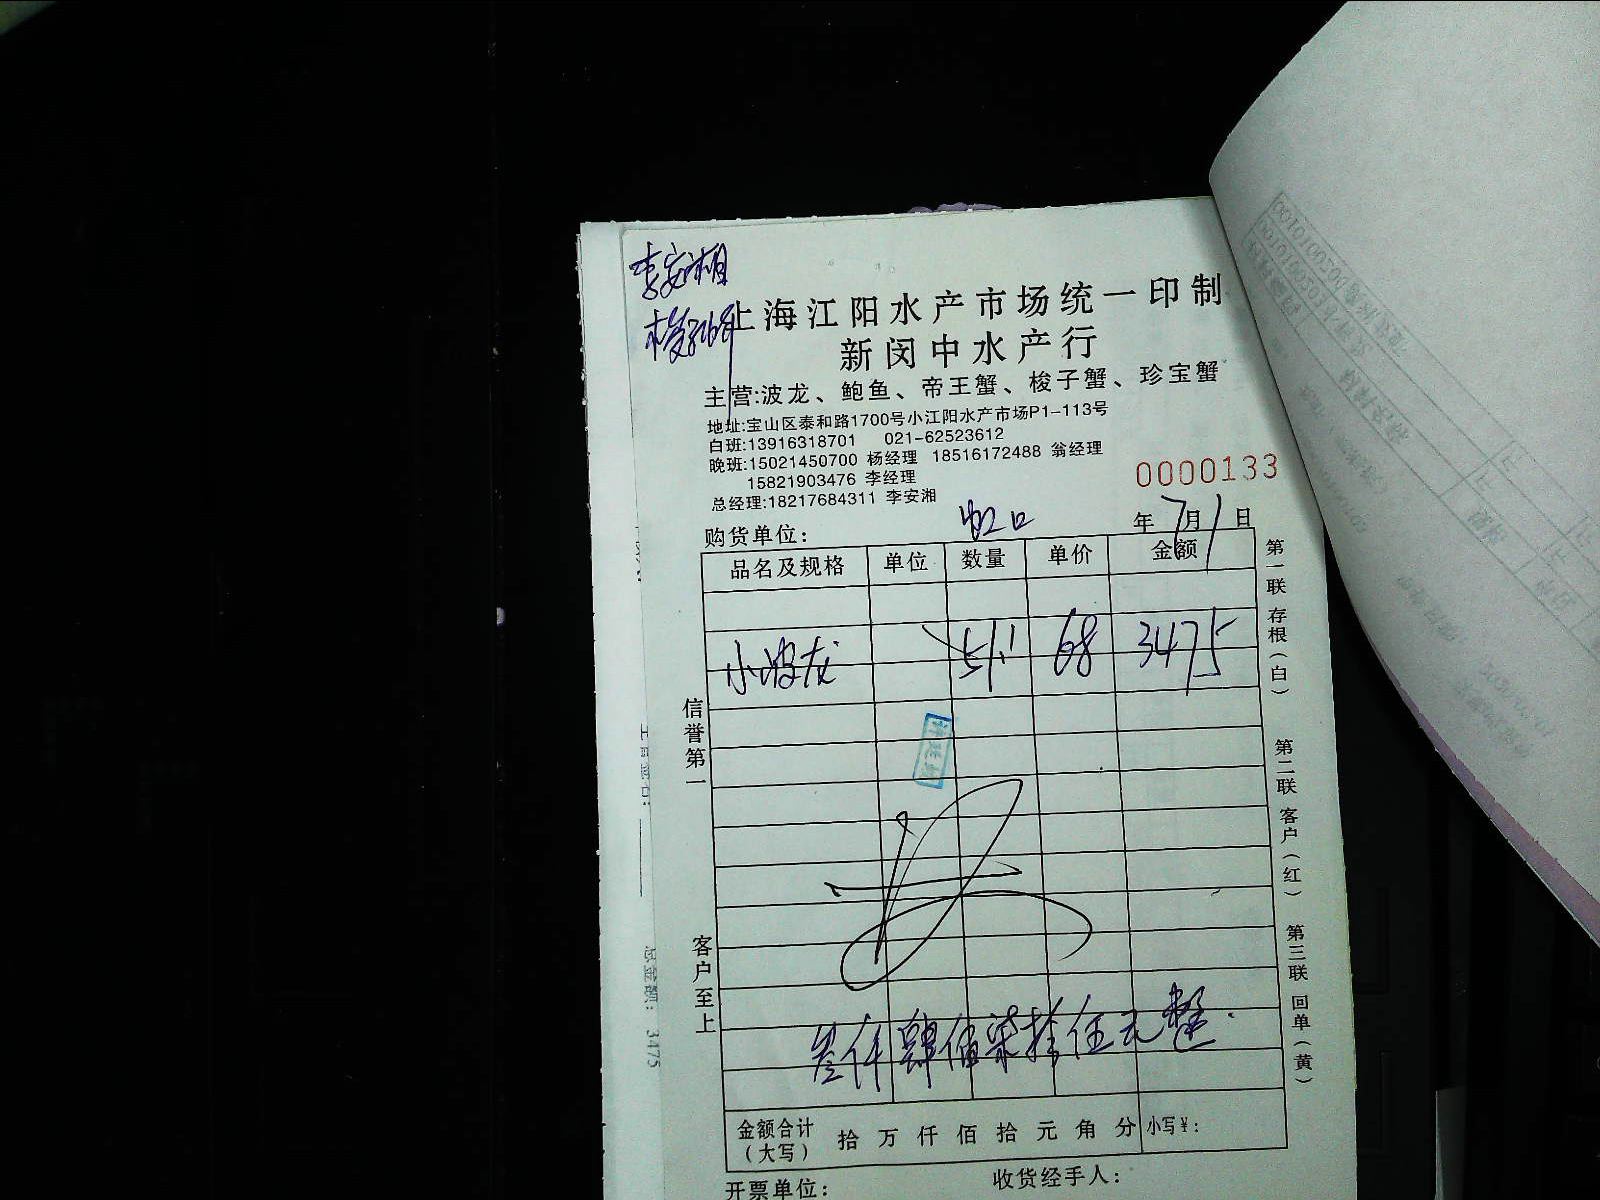 李安湘
上海江阳水产市场统一印制
新闵中水产行
主营:波龙、鲍鱼、帝王蟹、梭子蟹、珍宝蟹
地址:宝山区泰和路1700号小江阳水产市场P1-113号
白班:13916318701 021-62523612
晚班:15021450700 杨经理 18516172488 翁经理
15821903476 李经理
总经理:18217684311 李安湘
0000133
购货单位: 虹口 年 7月 1日
品名及规格 单位 数量 单价 金额
小波龙 51.1 68 3475
叁仟肆佰柒拾伍元整
金额合计(大写) 拾 万 仟 佰 拾 元 角 分 小写¥:
开票单位: 收货经手人:
信誉第一
客户至上
第一联 存根(白)
第二联 客户(红)
第三联 回单(黄)
总金额: 3475